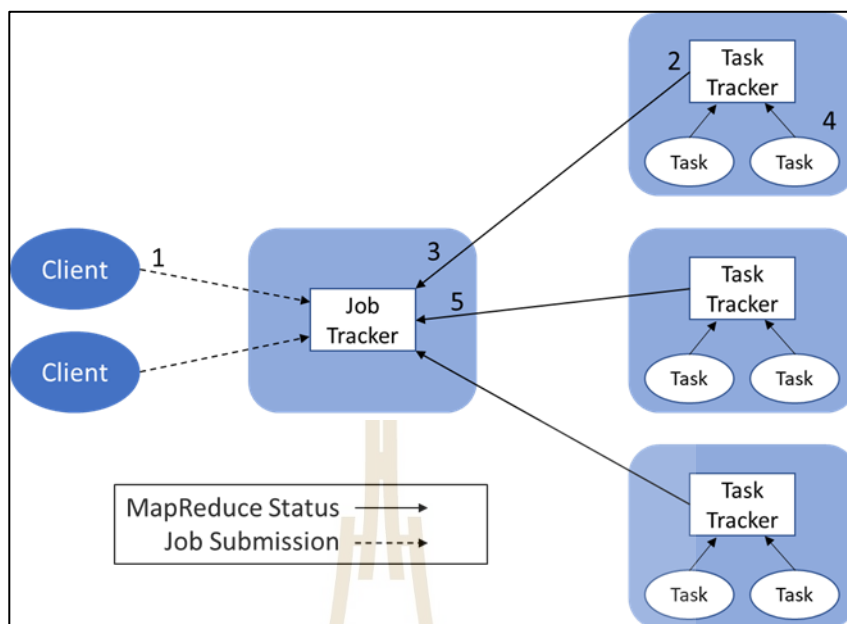 2
Task
Tracker
4
Task
Task
Client
1
3
Job
Tracker
5
Task
Tracker
Task
Task
Client
Task
Tracker
Task
Task
MapReduce Status
Job Submission